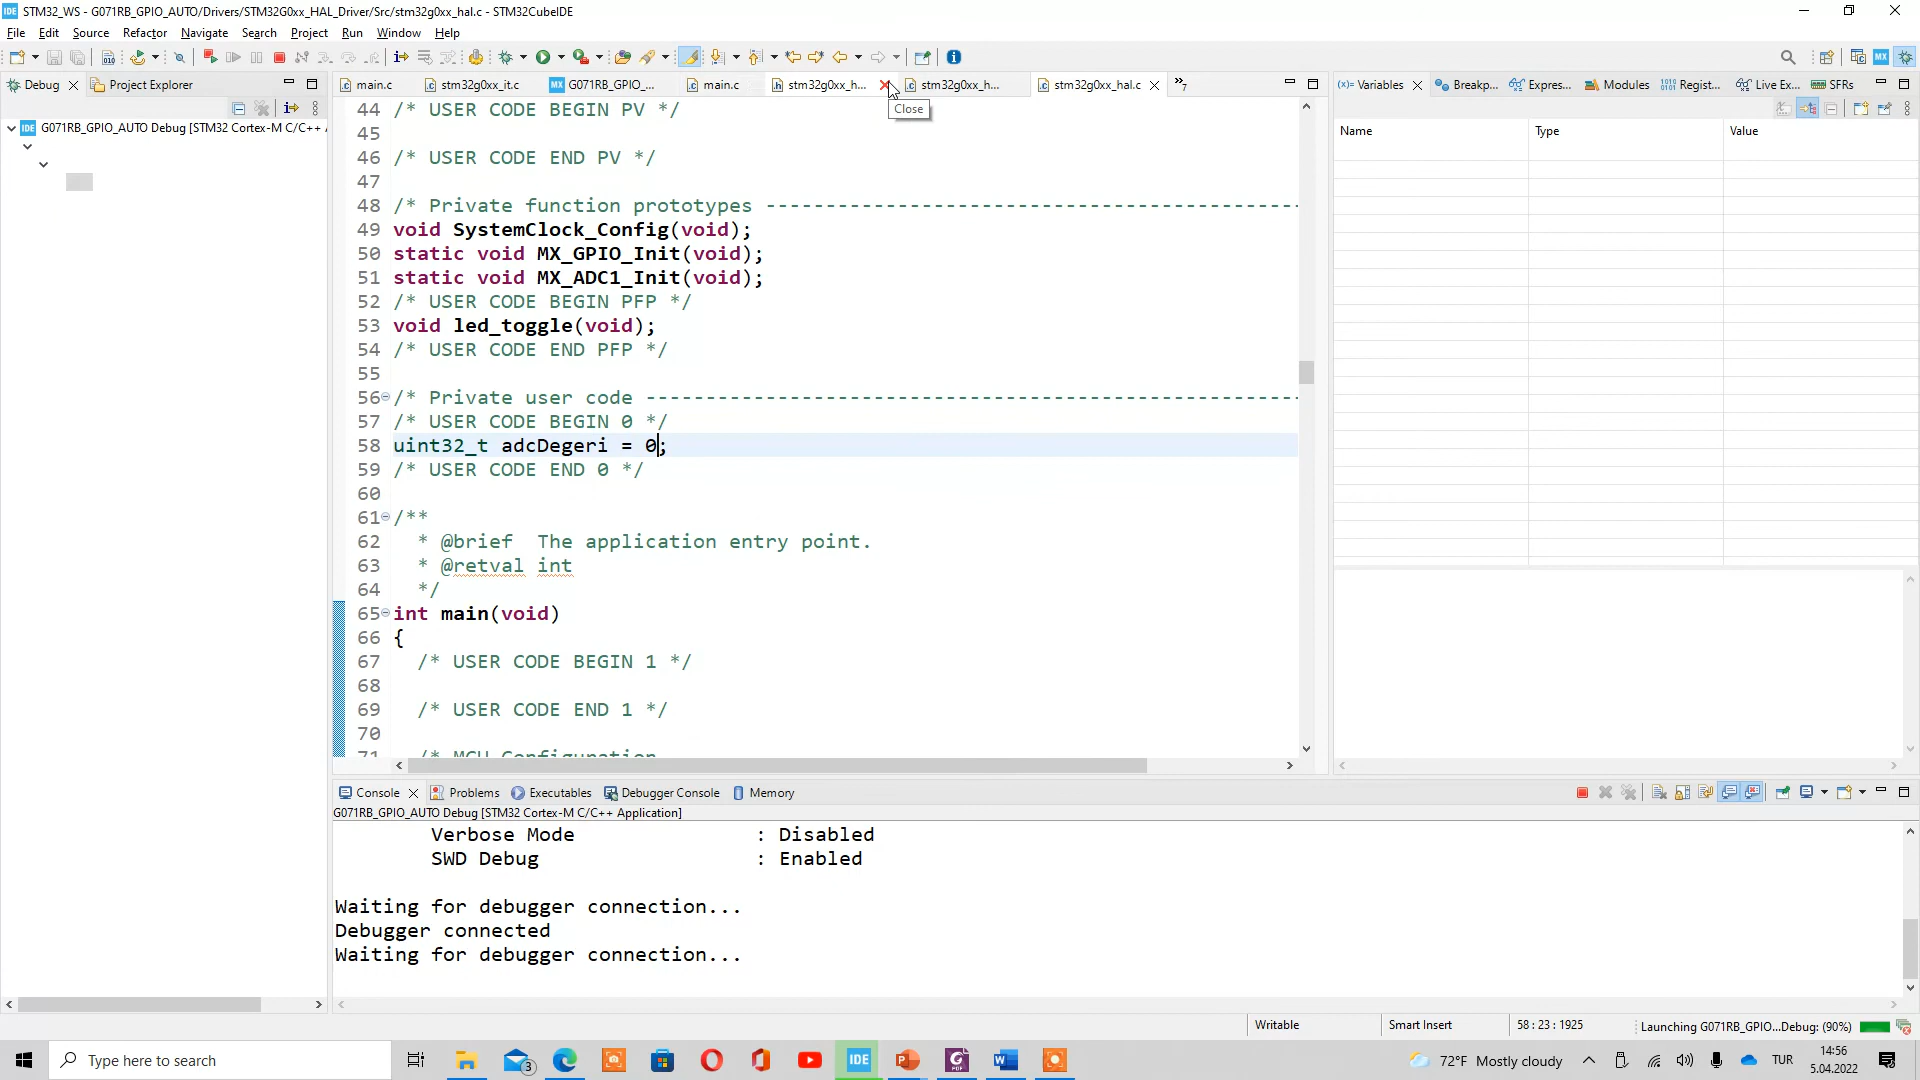 IDE STM32_WS - G071RB_GPIO_AUTO/Drivers/STM32G0xx_HAL_Driver/Src/stm32g0xx_hal.c - STM32CubeIDE
File Edit Source Refactor Navigate Search Project Run Window Help
Debug Project Explorer
main.c stm32g0xx_it.c MX G071RB_GPIO_... main.c stm32g0xx_h... stm32g0xx_h... stm32g0xx_hal.c »7
Close
(x)= Variables Breakp... Expres... Modules Regist... Live Ex... SFRs
IDE G071RB_GPIO_AUTO Debug [STM32 Cortex-M C/C++ A
Name Type Value
44 /* USER CODE BEGIN PV */
45
46 /* USER CODE END PV */
47
48 /* Private function prototypes ---------------------------------------------
49 void SystemClock_Config(void);
50 static void MX_GPIO_Init(void);
51 static void MX_ADC1_Init(void);
52 /* USER CODE BEGIN PFP */
53 void led_toggle(void);
54 /* USER CODE END PFP */
55
56 /* Private user code -------------------------------------------------------
57 /* USER CODE BEGIN 0 */
58 uint32_t adcDegeri = 0;
59 /* USER CODE END 0 */
60
61 /**
62 * @brief The application entry point.
63 * @retval int
64 */
65 int main(void)
66 {
67 /* USER CODE BEGIN 1 */
68
69 /* USER CODE END 1 */
70
71 /* MCU Configuration
Console Problems Executables Debugger Console Memory
G071RB_GPIO_AUTO Debug [STM32 Cortex-M C/C++ Application]
Verbose Mode : Disabled
SWD Debug : Enabled
Waiting for debugger connection...
Debugger connected
Waiting for debugger connection...
Writable Smart Insert 58 : 23 : 1925 Launching G071RB_GPIO...Debug: (90%)
Type here to search 3 IDE 72°F Mostly cloudy TUR 14:56
5.04.2022